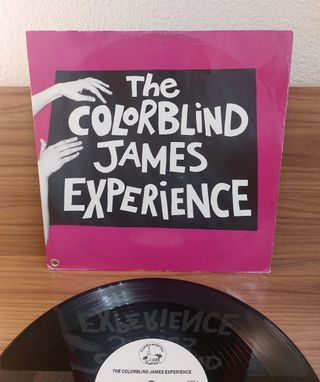 The
COLORBLIND
JAMES
EXPERIENCE
THE COLORBLIND JAMES EXPERIENCE